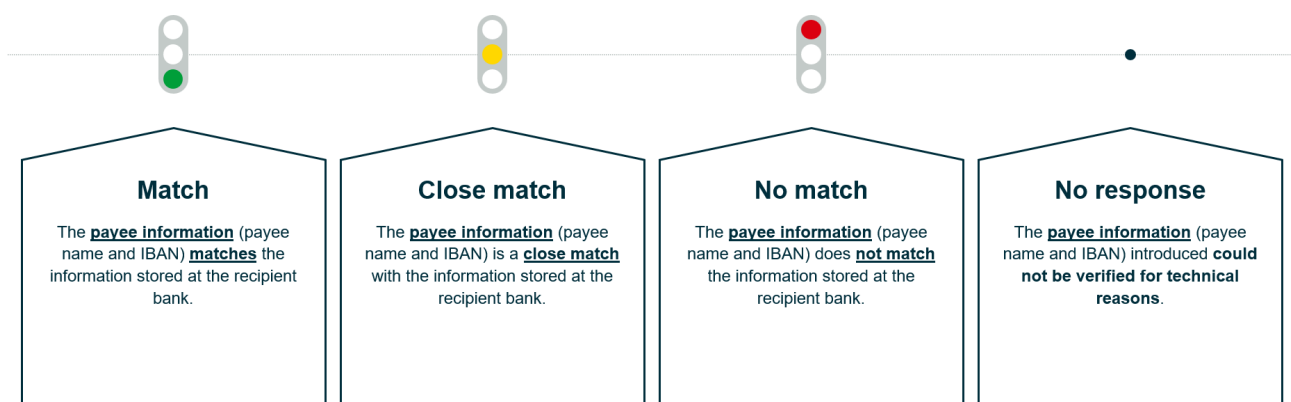 Match
The payee information (payee
name and IBAN) matches the
information stored at the recipient
bank.
Close match
The payee information (payee
name and IBAN) is a close match
with the information stored at the
recipient bank.
No match
The payee information (payee
name and IBAN) does not match
the information stored at the
recipient bank.
No response
The payee information (payee
name and IBAN) introduced could
not be verified for technical
reasons.